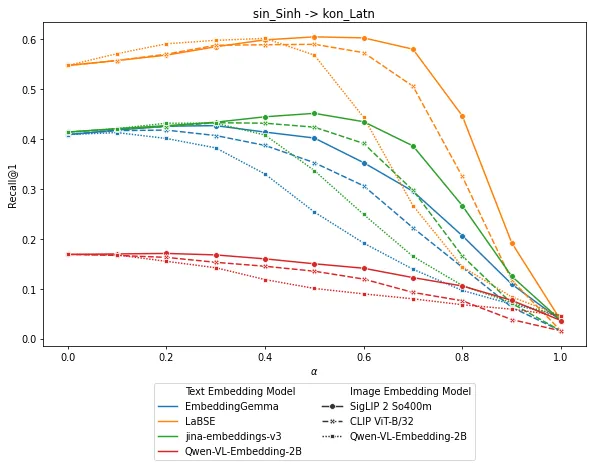 sin_Sinh -> kon_Latn
Recall@1
0.6
0.5
0.4
0.3
0.2
0.1
0.0
0.0 0.2 0.4 0.6 0.8 1.0
α
Text Embedding Model
EmbeddingGemma
LaBSE
jina-embeddings-v3
Qwen-VL-Embedding-2B
Image Embedding Model
SigLIP 2 So400m
CLIP ViT-B/32
Qwen-VL-Embedding-2B